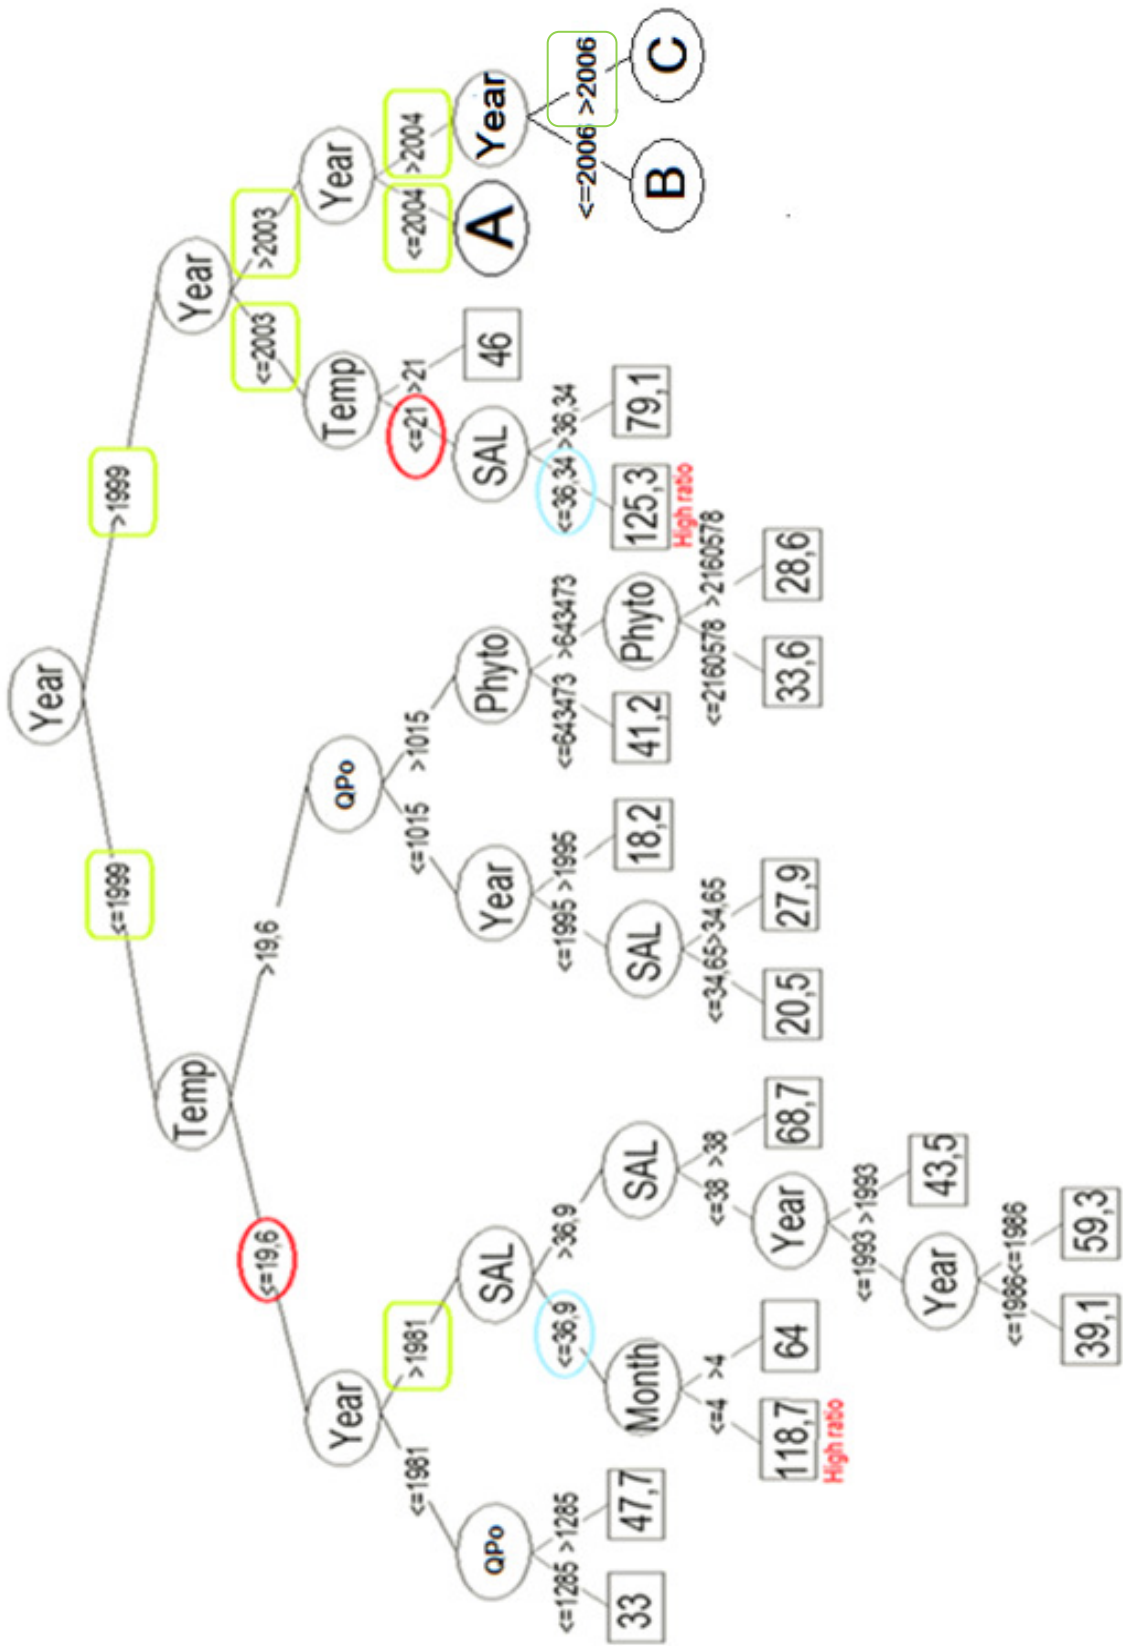 Year
<=1999
>1999
Temp
Year
<=19,6
>19,6
<=2003
>2003
Year
QPo
Temp
Year
<=1981
>1981
<=1015
>1015
<=21
>21
<=2004
>2004
QPo
SAL
Year
Phyto
SAL
46
A
Year
<=1285
>1285
<=36,9
>36,9
<=1995
>1995
<=643473
>643473
<=36,34
>36,34
<=2006
>2006
33
47,7
Month
SAL
SAL
18,2
41,2
Phyto
125,3
79,1
B
C
High ratio
<=4
>4
<=38
>38
<=34,65
>34,65
<=2160578
>2160578
118,7
64
Year
68,7
20,5
27,9
33,6
28,6
High ratio
<=1993
>1993
Year
43,5
<=1986
<=1986
39,1
59,3